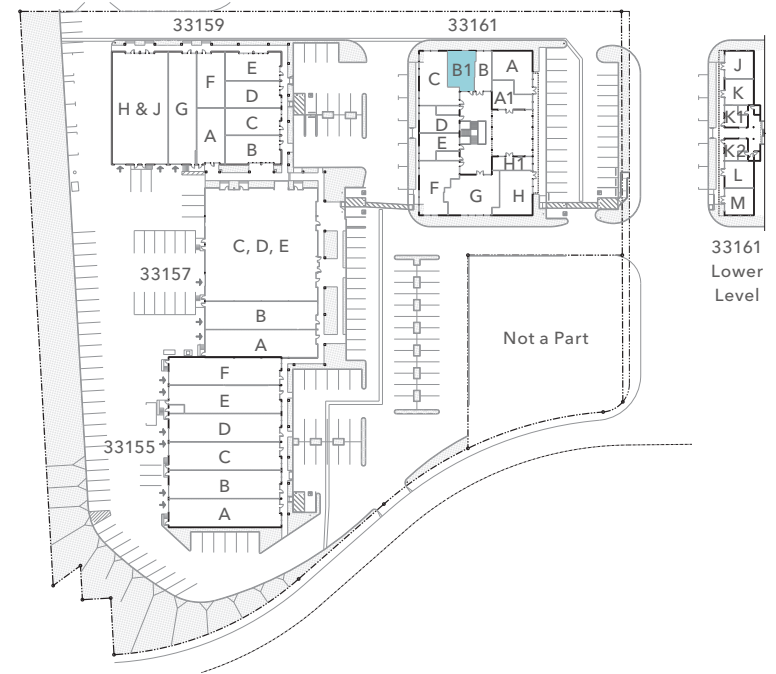 33159
33161
H & J
G
F
A
E
D
C
B
C
B1
B
A
A1
D
E
F
G
H1
H
J
K
K1
K2
L
M
33161
Lower
Level
33157
C, D, E
B
A
Not a Part
33155
F
E
D
C
B
A